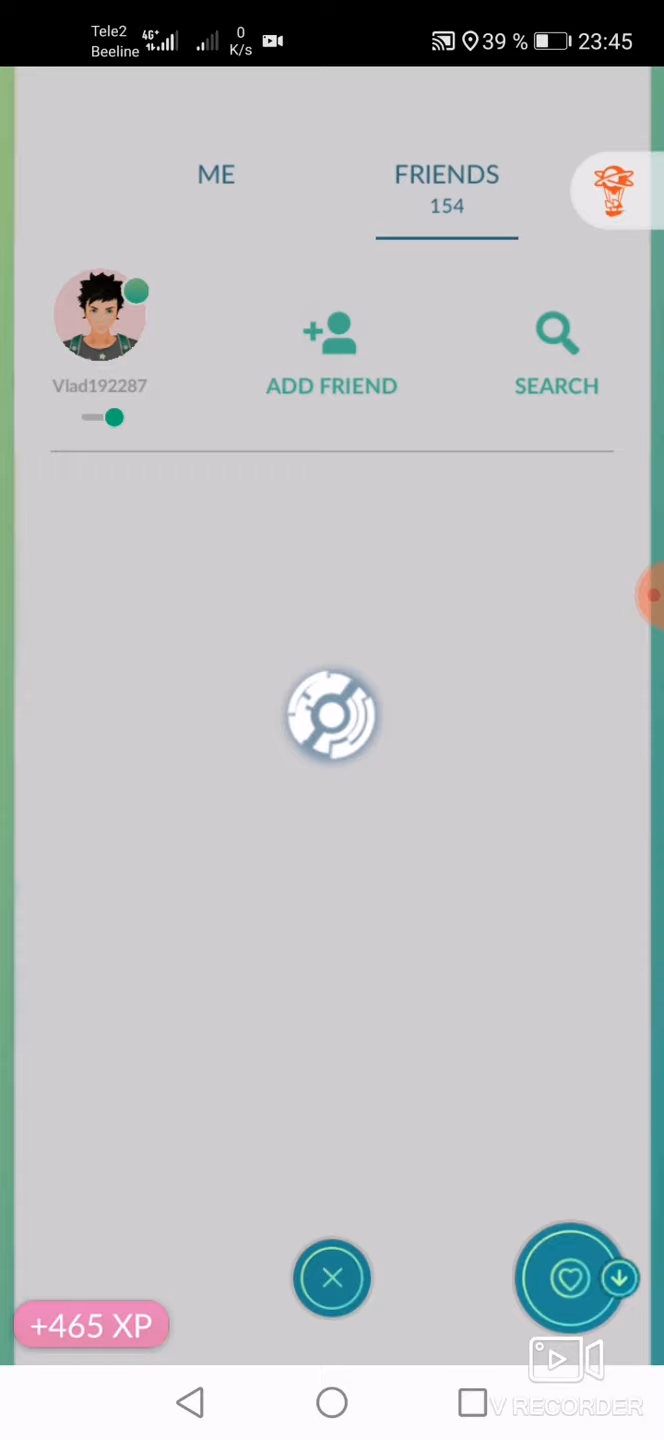 Tele2
Beeline
4G+
0
K/s
39 %
23:45
ME
FRIENDS
154
Vlad192287
ADD FRIEND
SEARCH
+465 XP
V RECORDER